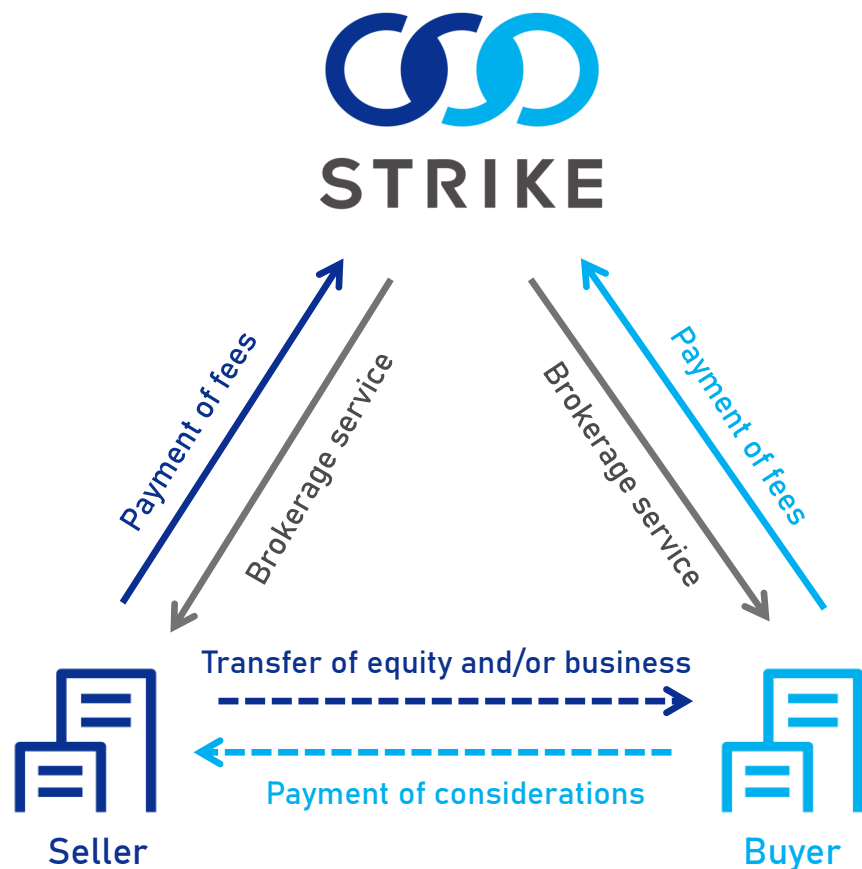 STRIKE
Payment of fees
Brokerage service
Brokerage service
Payment of fees
Transfer of equity and/or business
Payment of considerations
Seller
Buyer